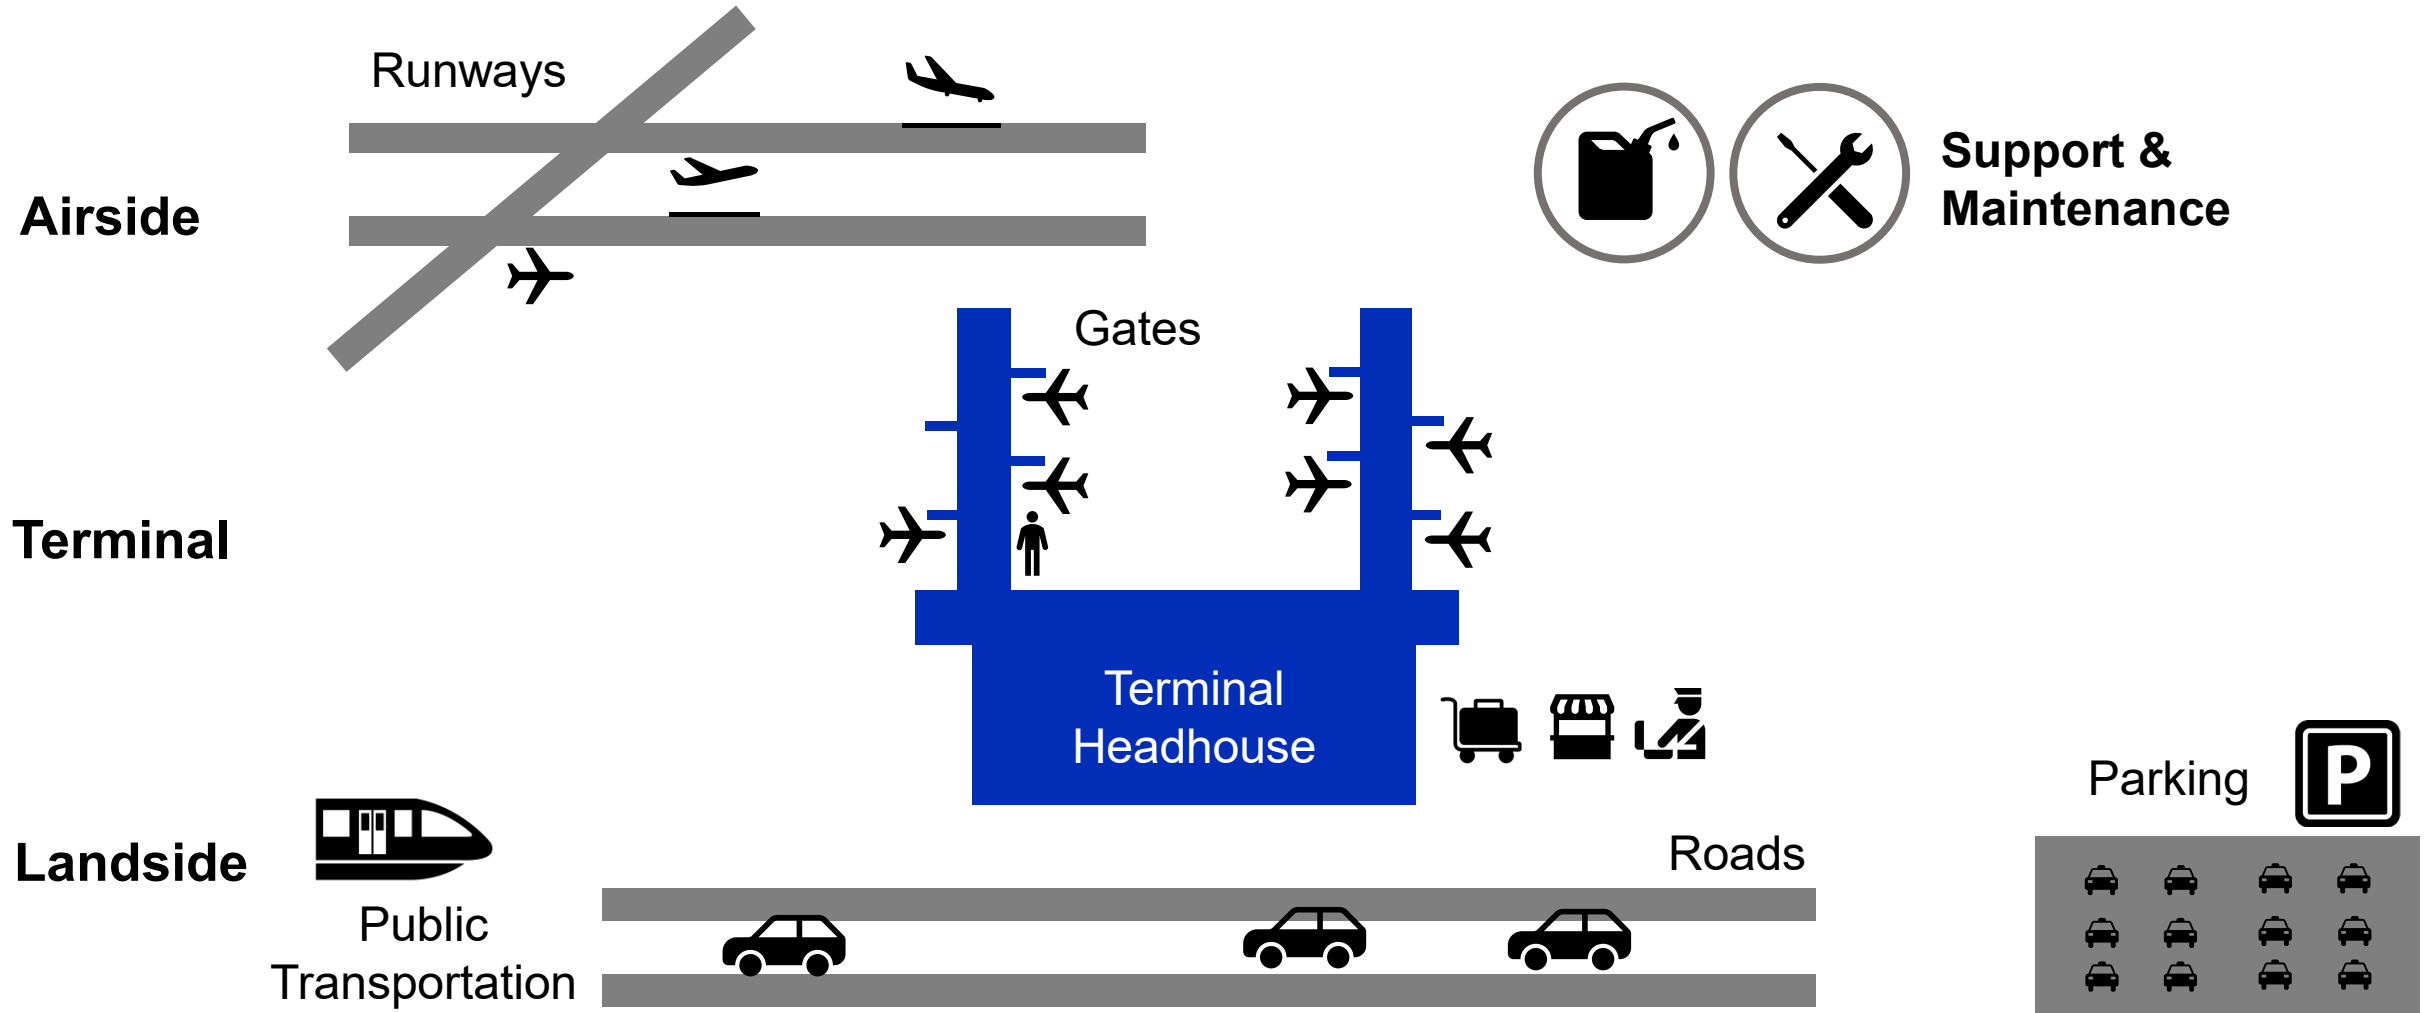 Runways
Support &
Maintenance
Airside
Gates
Terminal
Terminal
Headhouse
Parking
P
Roads
Landside
Public
Transportation